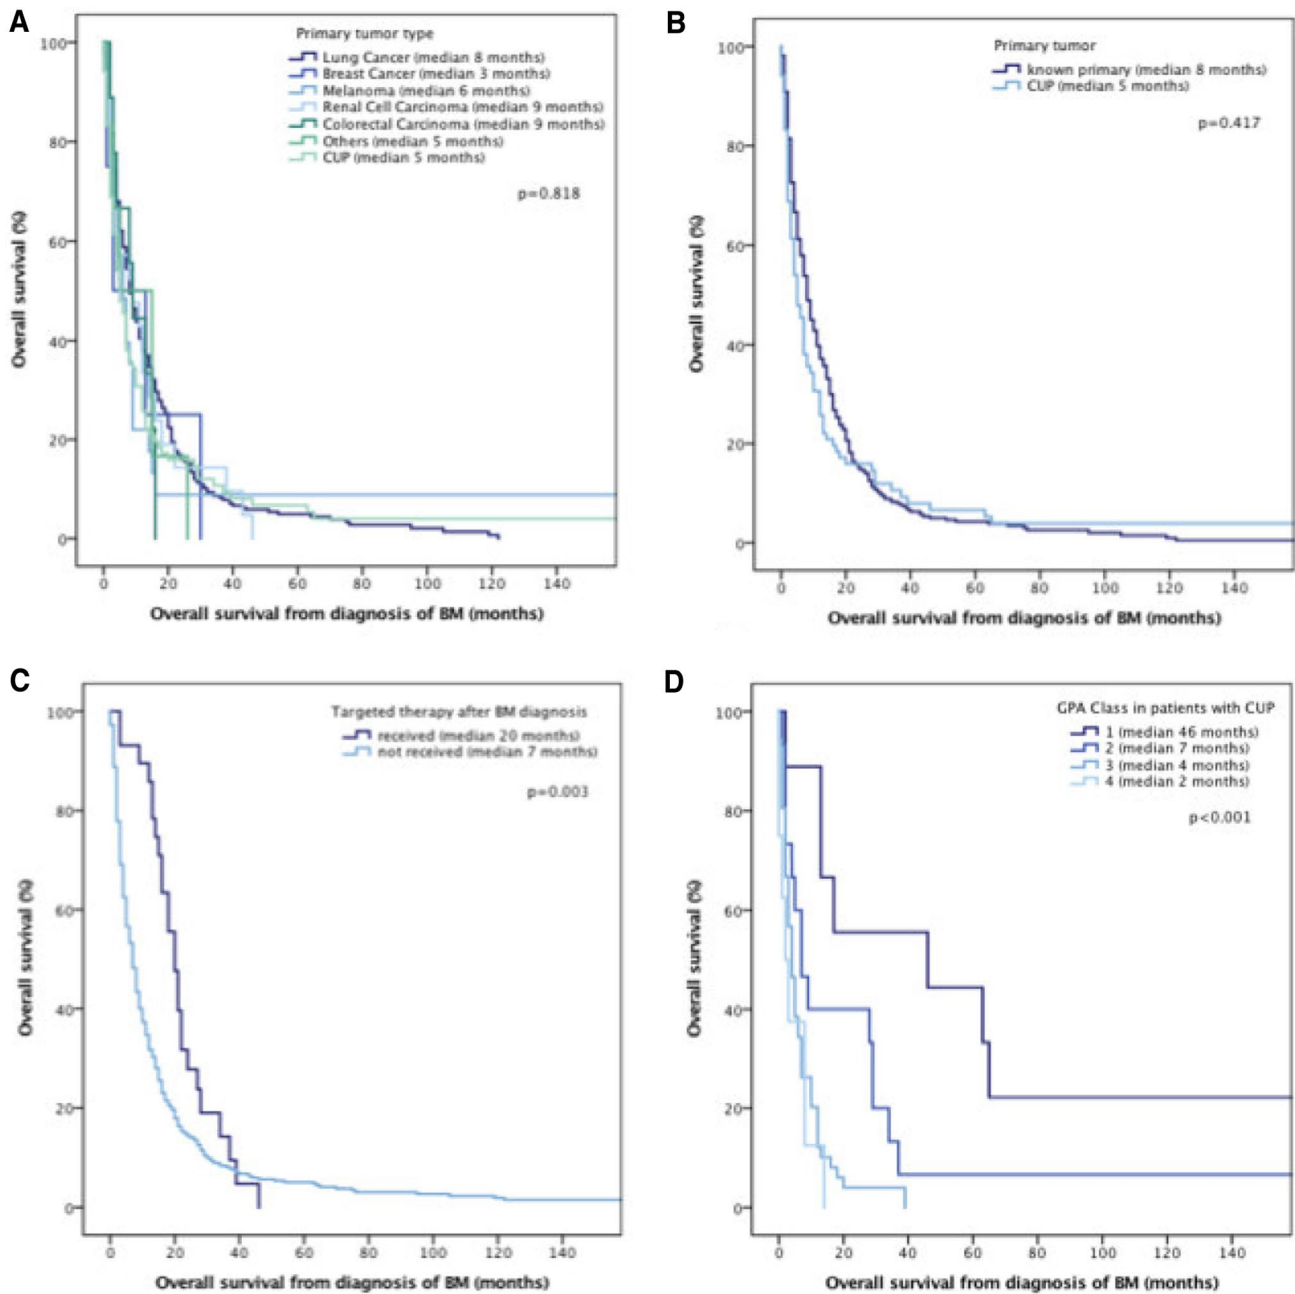 A
Primary tumor type
Lung Cancer (median 8 months)
Breast Cancer (median 3 months)
Melanoma (median 6 months)
Renal Cell Carcinoma (median 9 months)
Colorectal Carcinoma (median 9 months)
Others (median 5 months)
CUP (median 5 months)
p=0.818
Overall survival (%)
100
80
60
40
20
0
0 20 40 60 80 100 120 140
Overall survival from diagnosis of BM (months)
B
Primary tumor
known primary (median 8 months)
CUP (median 5 months)
p=0.417
Overall survival (%)
100
80
60
40
20
0
0 20 40 60 80 100 120 140
Overall survival from diagnosis of BM (months)
C
Targeted therapy after BM diagnosis
received (median 20 months)
not received (median 7 months)
p=0.003
Overall survival (%)
100
80
60
40
20
0
0 20 40 60 80 100 120 140
Overall survival from diagnosis of BM (months)
D
GPA Class in patients with CUP
1 (median 46 months)
2 (median 7 months)
3 (median 4 months)
4 (median 2 months)
p<0.001
Overall survival (%)
100
80
60
40
20
0
0 20 40 60 80 100 120 140
Overall survival from diagnosis of BM (months)